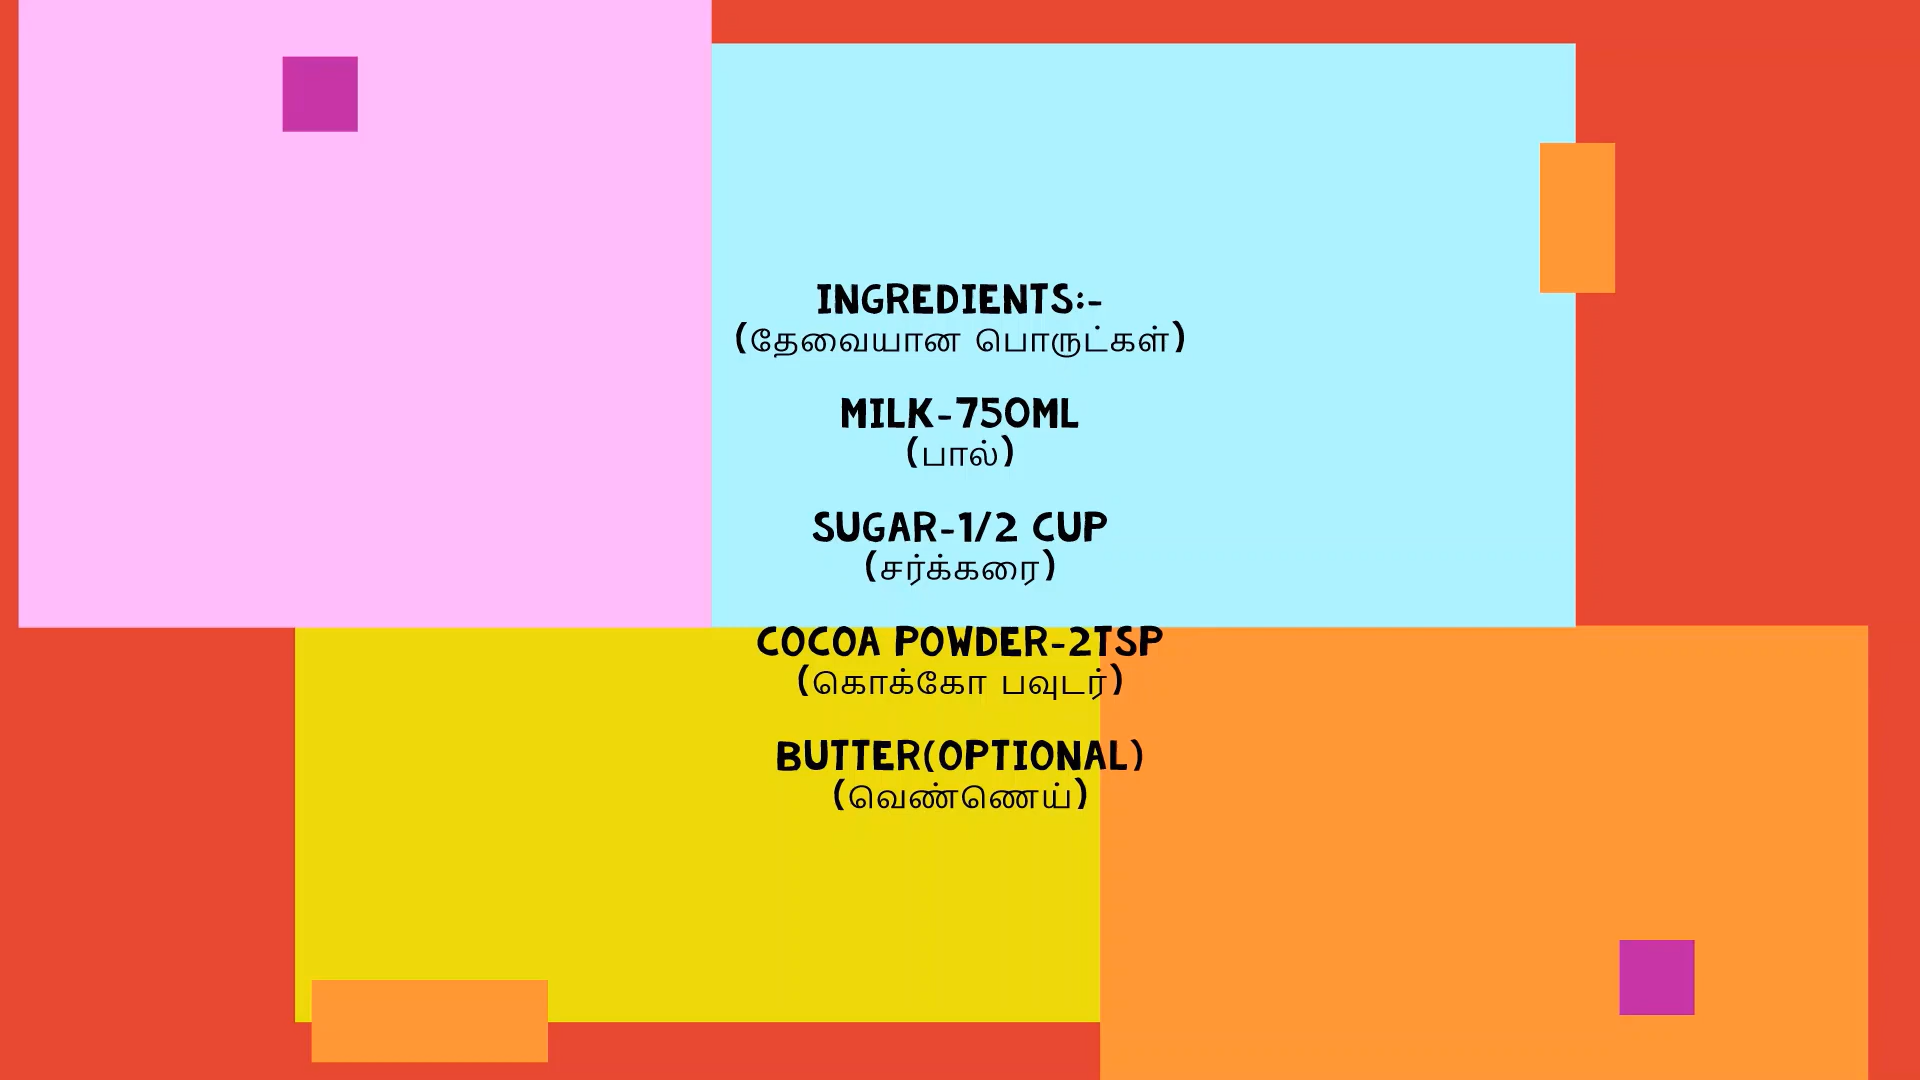 INGREDIENTS:-
(தேவையான பொருட்கள்)
MILK-750ML
(பால்)
SUGAR-1/2 CUP
(சர்க்கரை)
COCOA POWDER-2TSP
(கொக்கோ பவுடர்)
BUTTER(OPTIONAL)
(வெண்ணெய்)